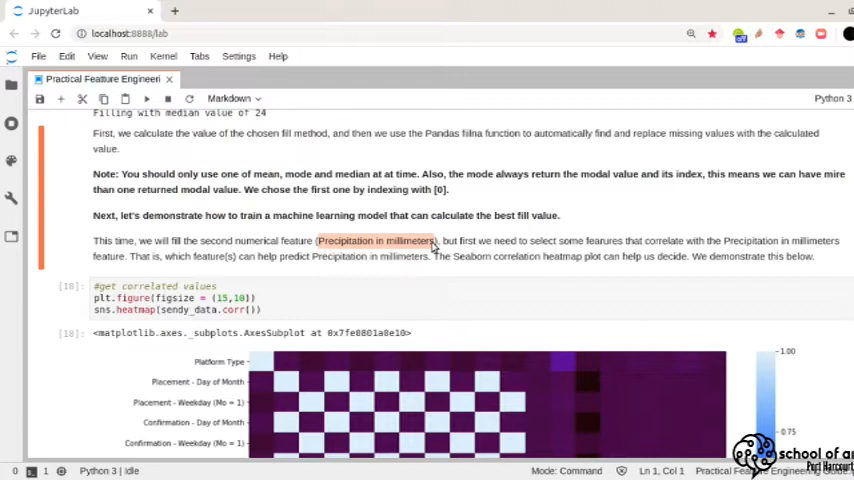 JupyterLab
localhost:8888/lab
off
File Edit View Run Kernel Tabs Settings Help
Practical Featture Engineeri
Markdown
Python 3
Filling with median value of 24
First, we calculate the value of the chosen fill method, and then we use the Pandas fillna function to automatically find and replace missing values with the calculated
value.
Note: You should only use one of mean, mode and median at at time. Also, the mode always return the modal value and its index, this means we can have mire
than one returned modal value. We chose the first one by indexing with [0].
Next, let's demonstrate how to train a machine learning model that can calculate the best fill value.
This time, we will fill the second numerical feature (Precipitation in millimeters), but first we need to select some fearures that correlate with the Precipitation in millimeters
feature. That is, which feature(s) can help predict Precipitation in millimeters. The Seaborn correlation heatmap plot can help us decide. We demonstrate this below.
[18]: #get correlated values
plt.figure(figsize = (15,10))
sns.heatmap(sendy_data.corr())
[18]: <matplotlib.axes._subplots.AxesSubplot at 0x7fe8801a8e10>
Platform Type
1.00
Placement - Day of Month
Placement - Weekday (Mo = 1)
Confirmation - Day of Month
0.75
Confirmation - Weekday (Mo = 1)
school of
Port Harcourt
0 1 Python 3 | Idle
Mode: Command
Ln 1, Col 1